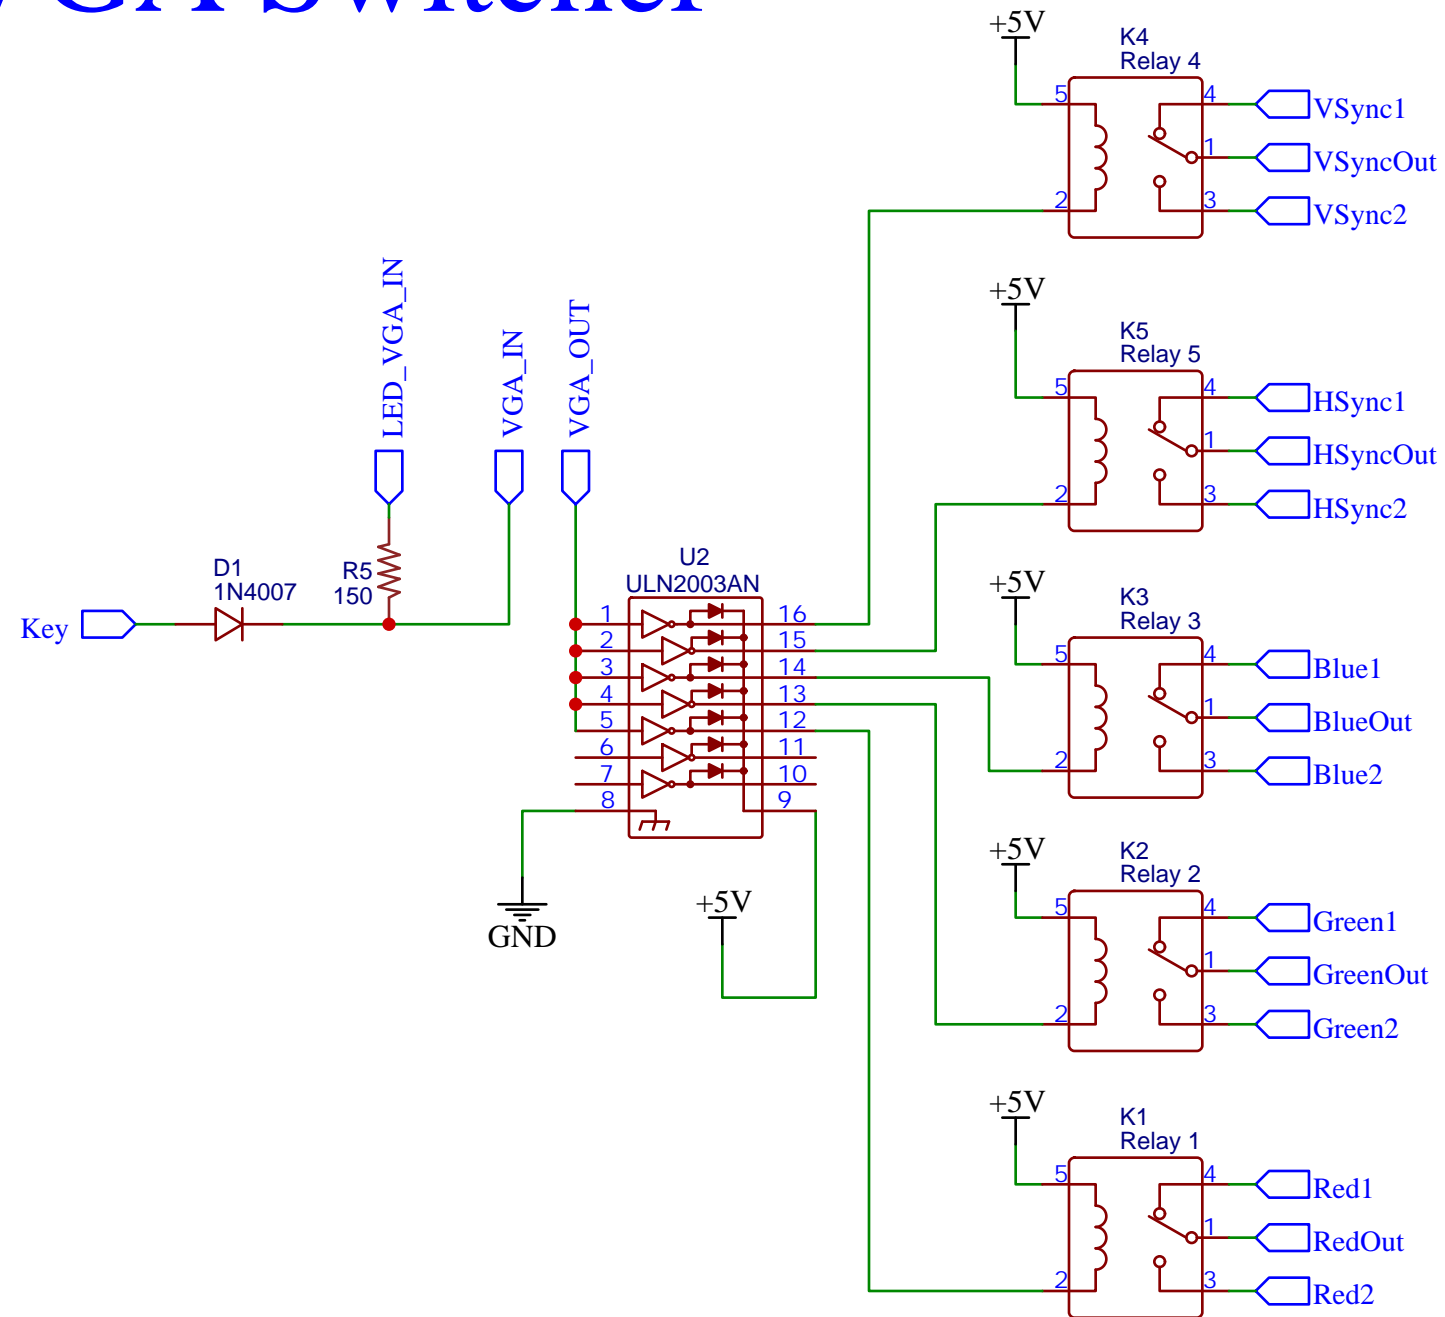 VGA Switcher
+5V
K4
Relay 4
5
4
VSync1
1
VSyncOut
2
3
VSync2
+5V
K5
Relay 5
5
4
HSync1
1
HSyncOut
2
3
HSync2
LED_VGA_IN
VGA_IN
VGA_OUT
D1
1N4007
R5
150
Key
U2
ULN2003AN
1
16
2
15
3
14
4
13
5
12
6
11
7
10
8
9
GND
+5V
+5V
K3
Relay 3
5
4
Blue1
1
BlueOut
2
3
Blue2
+5V
K2
Relay 2
5
4
Green1
1
GreenOut
2
3
Green2
+5V
K1
Relay 1
5
4
Red1
1
RedOut
2
3
Red2